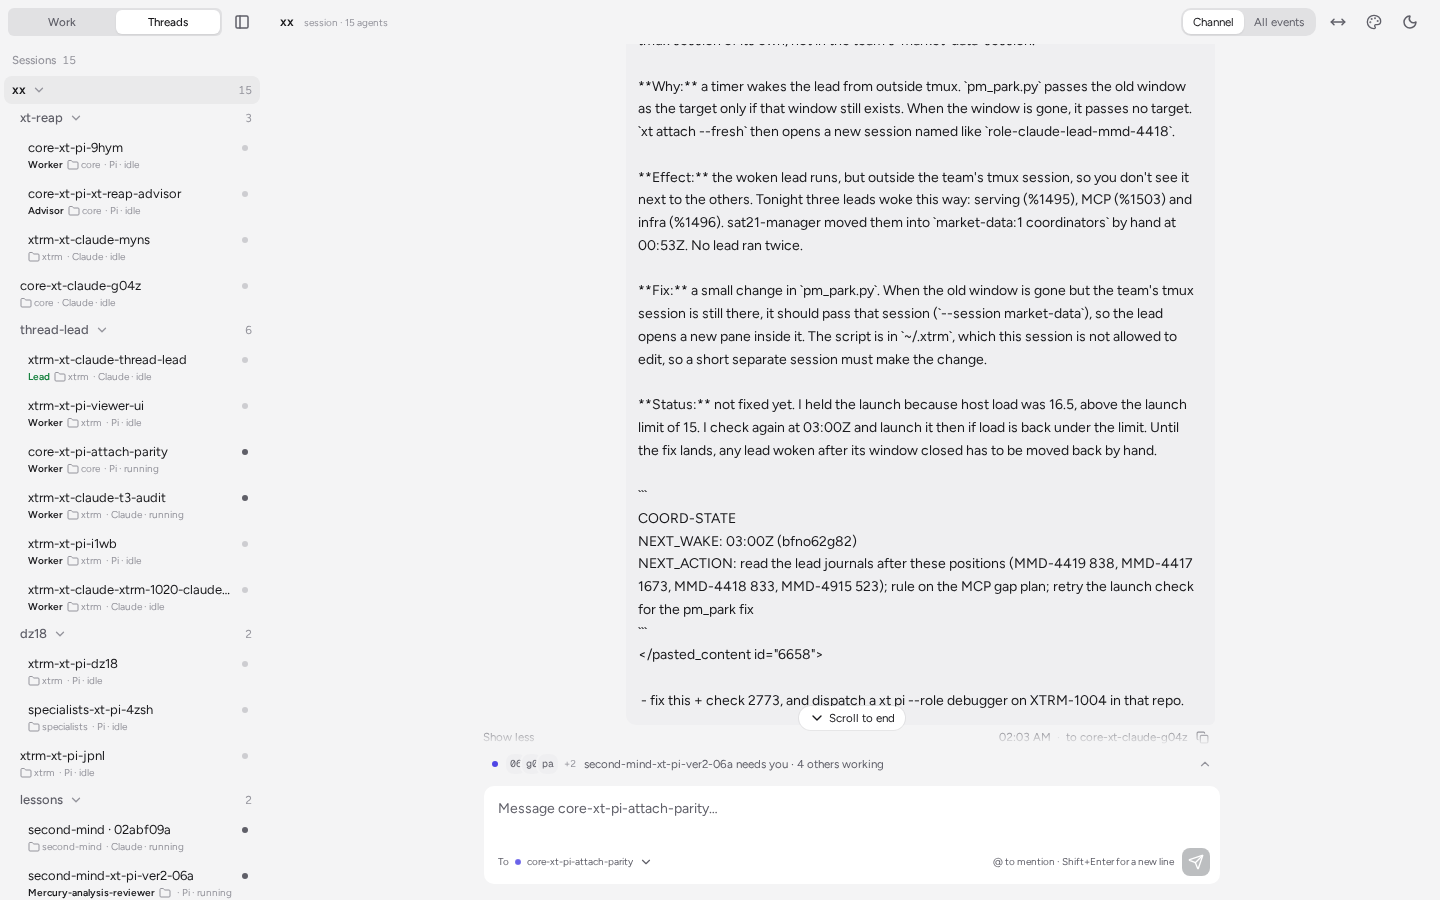 Work
Threads
xx session · 15 agents
Channel
All events
Sessions 15
xx 15
xt-reap 3
core-xt-pi-9hym
Worker core · Pi · idle
core-xt-pi-xt-reap-advisor
Advisor core · Pi · idle
xtrm-xt-claude-myns
xtrm · Claude · idle
core-xt-claude-g04z
core · Claude · idle
thread-lead 6
xtrm-xt-claude-thread-lead
Lead xtrm · Claude · idle
xtrm-xt-pi-viewer-ui
Worker xtrm · Pi · idle
core-xt-pi-attach-parity
Worker core · Pi · running
xtrm-xt-claude-t3-audit
Worker xtrm · Claude · running
xtrm-xt-pi-i1wb
Worker xtrm · Pi · idle
xtrm-xt-claude-xtrm-1020-claude...
Worker xtrm · Claude · idle
dz18 2
xtrm-xt-pi-dz18
xtrm · Pi · idle
specialists-xt-pi-4zsh
specialists · Pi · idle
xtrm-xt-pi-jpnl
xtrm · Pi · idle
lessons 2
second-mind · 02abf09a
second-mind · Claude · running
second-mind-xt-pi-ver2-06a
Mercury-analysis-reviewer · Pi · running
tmux session of its own, not in the team's `market-data` session.
**Why:** a timer wakes the lead from outside tmux. `pm_park.py` passes the old window
as the target only if that window still exists. When the window is gone, it passes no target.
`xt attach --fresh` then opens a new session named like `role-claude-lead-mmd-4418`.
**Effect:** the woken lead runs, but outside the team's tmux session, so you don't see it
next to the others. Tonight three leads woke this way: serving (%1495), MCP (%1503) and
infra (%1496). sat21-manager moved them into `market-data:1 coordinators` by hand at
00:53Z. No lead ran twice.
**Fix:** a small change in `pm_park.py`. When the old window is gone but the team's tmux
session is still there, it should pass that session (`--session market-data`), so the lead
opens a new pane inside it. The script is in `~/.xtrm`, which this session is not allowed to
edit, so a short separate session must make the change.
**Status:** not fixed yet. I held the launch because host load was 16.5, above the launch
limit of 15. I check again at 03:00Z and launch it then if load is back under the limit. Until
the fix lands, any lead woken after its window closed has to be moved back by hand.
```
COORD-STATE
NEXT_WAKE: 03:00Z (bfno62g82)
NEXT_ACTION: read the lead journals after these positions (MMD-4419 838, MMD-4417
1673, MMD-4418 833, MMD-4915 523); rule on the MCP gap plan; retry the launch check
for the pm_park fix
```
</pasted_content id="6658">
- fix this + check 2773, and dispatch a xt pi --role debugger on XTRM-1004 in that repo.
Scroll to end
Show less 02:03 AM to core-xt-claude-g04z
pa +2 second-mind-xt-pi-ver2-06a needs you · 4 others working
Message core-xt-pi-attach-parity...
To core-xt-pi-attach-parity @ to mention · Shift+Enter for a new line